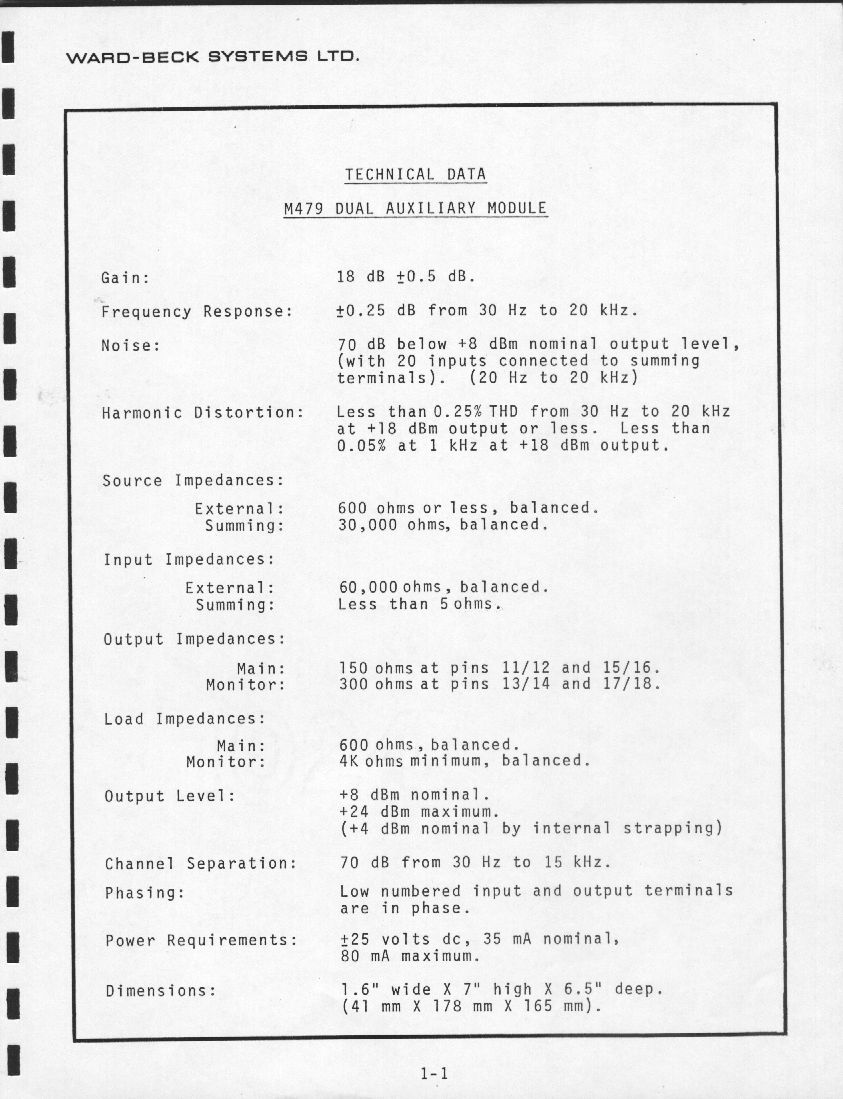 WARD-BECK SYSTEMS LTD.
TECHNICAL DATA
M479 DUAL AUXILIARY MODULE
Gain: 18 dB ±0.5 dB.
Frequency Response: ±0.25 dB from 30 Hz to 20 kHz.
Noise: 70 dB below +8 dBm nominal output level,
(with 20 inputs connected to summing
terminals). (20 Hz to 20 kHz)
Harmonic Distortion: Less than 0.25% THD from 30 Hz to 20 kHz
at +18 dBm output or less. Less than
0.05% at 1 kHz at +18 dBm output.
Source Impedances:
External: 600 ohms or less, balanced.
Summing: 30,000 ohms, balanced.
Input Impedances:
External: 60,000 ohms, balanced.
Summing: Less than 5 ohms.
Output Impedances:
Main: 150 ohms at pins 11/12 and 15/16.
Monitor: 300 ohms at pins 13/14 and 17/18.
Load Impedances:
Main: 600 ohms, balanced.
Monitor: 4K ohms minimum, balanced.
Output Level: +8 dBm nominal.
+24 dBm maximum.
(+4 dBm nominal by internal strapping)
Channel Separation: 70 dB from 30 Hz to 15 kHz.
Phasing: Low numbered input and output terminals
are in phase.
Power Requirements: ±25 volts dc, 35 mA nominal,
80 mA maximum.
Dimensions: 1.6" wide X 7" high X 6.5" deep.
(41 mm X 178 mm X 165 mm).
1-1